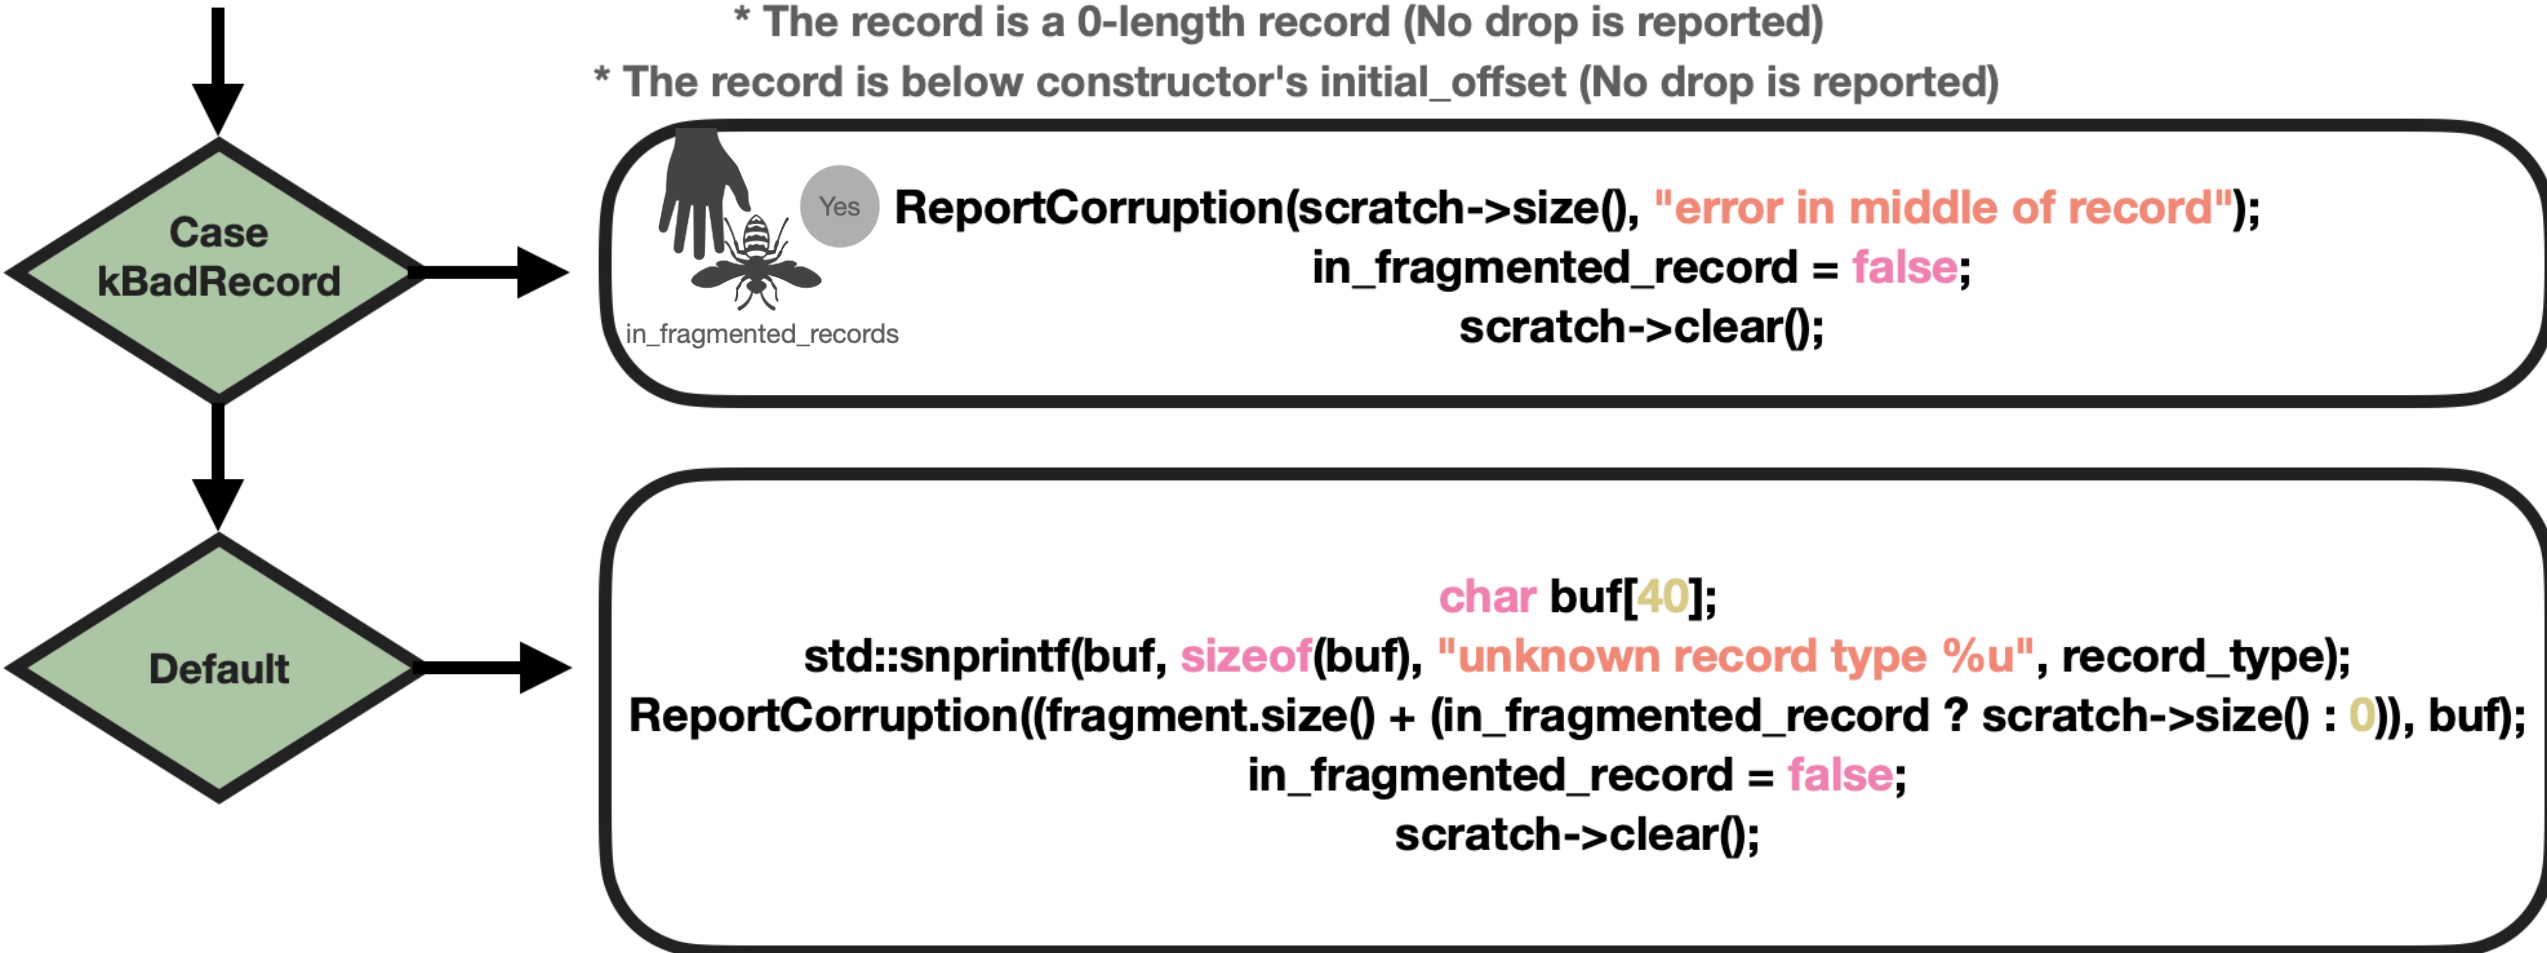 * The record is a 0-length record (No drop is reported)
* The record is below constructor's initial_offset (No drop is reported)
Case
kBadRecord
Yes
in_fragmented_records
ReportCorruption(scratch->size(), "error in middle of record");
in_fragmented_record = false;
scratch->clear();
Default
char buf[40];
std::snprintf(buf, sizeof(buf), "unknown record type %u", record_type);
ReportCorruption((fragment.size() + (in_fragmented_record ? scratch->size() : 0)), buf);
in_fragmented_record = false;
scratch->clear();